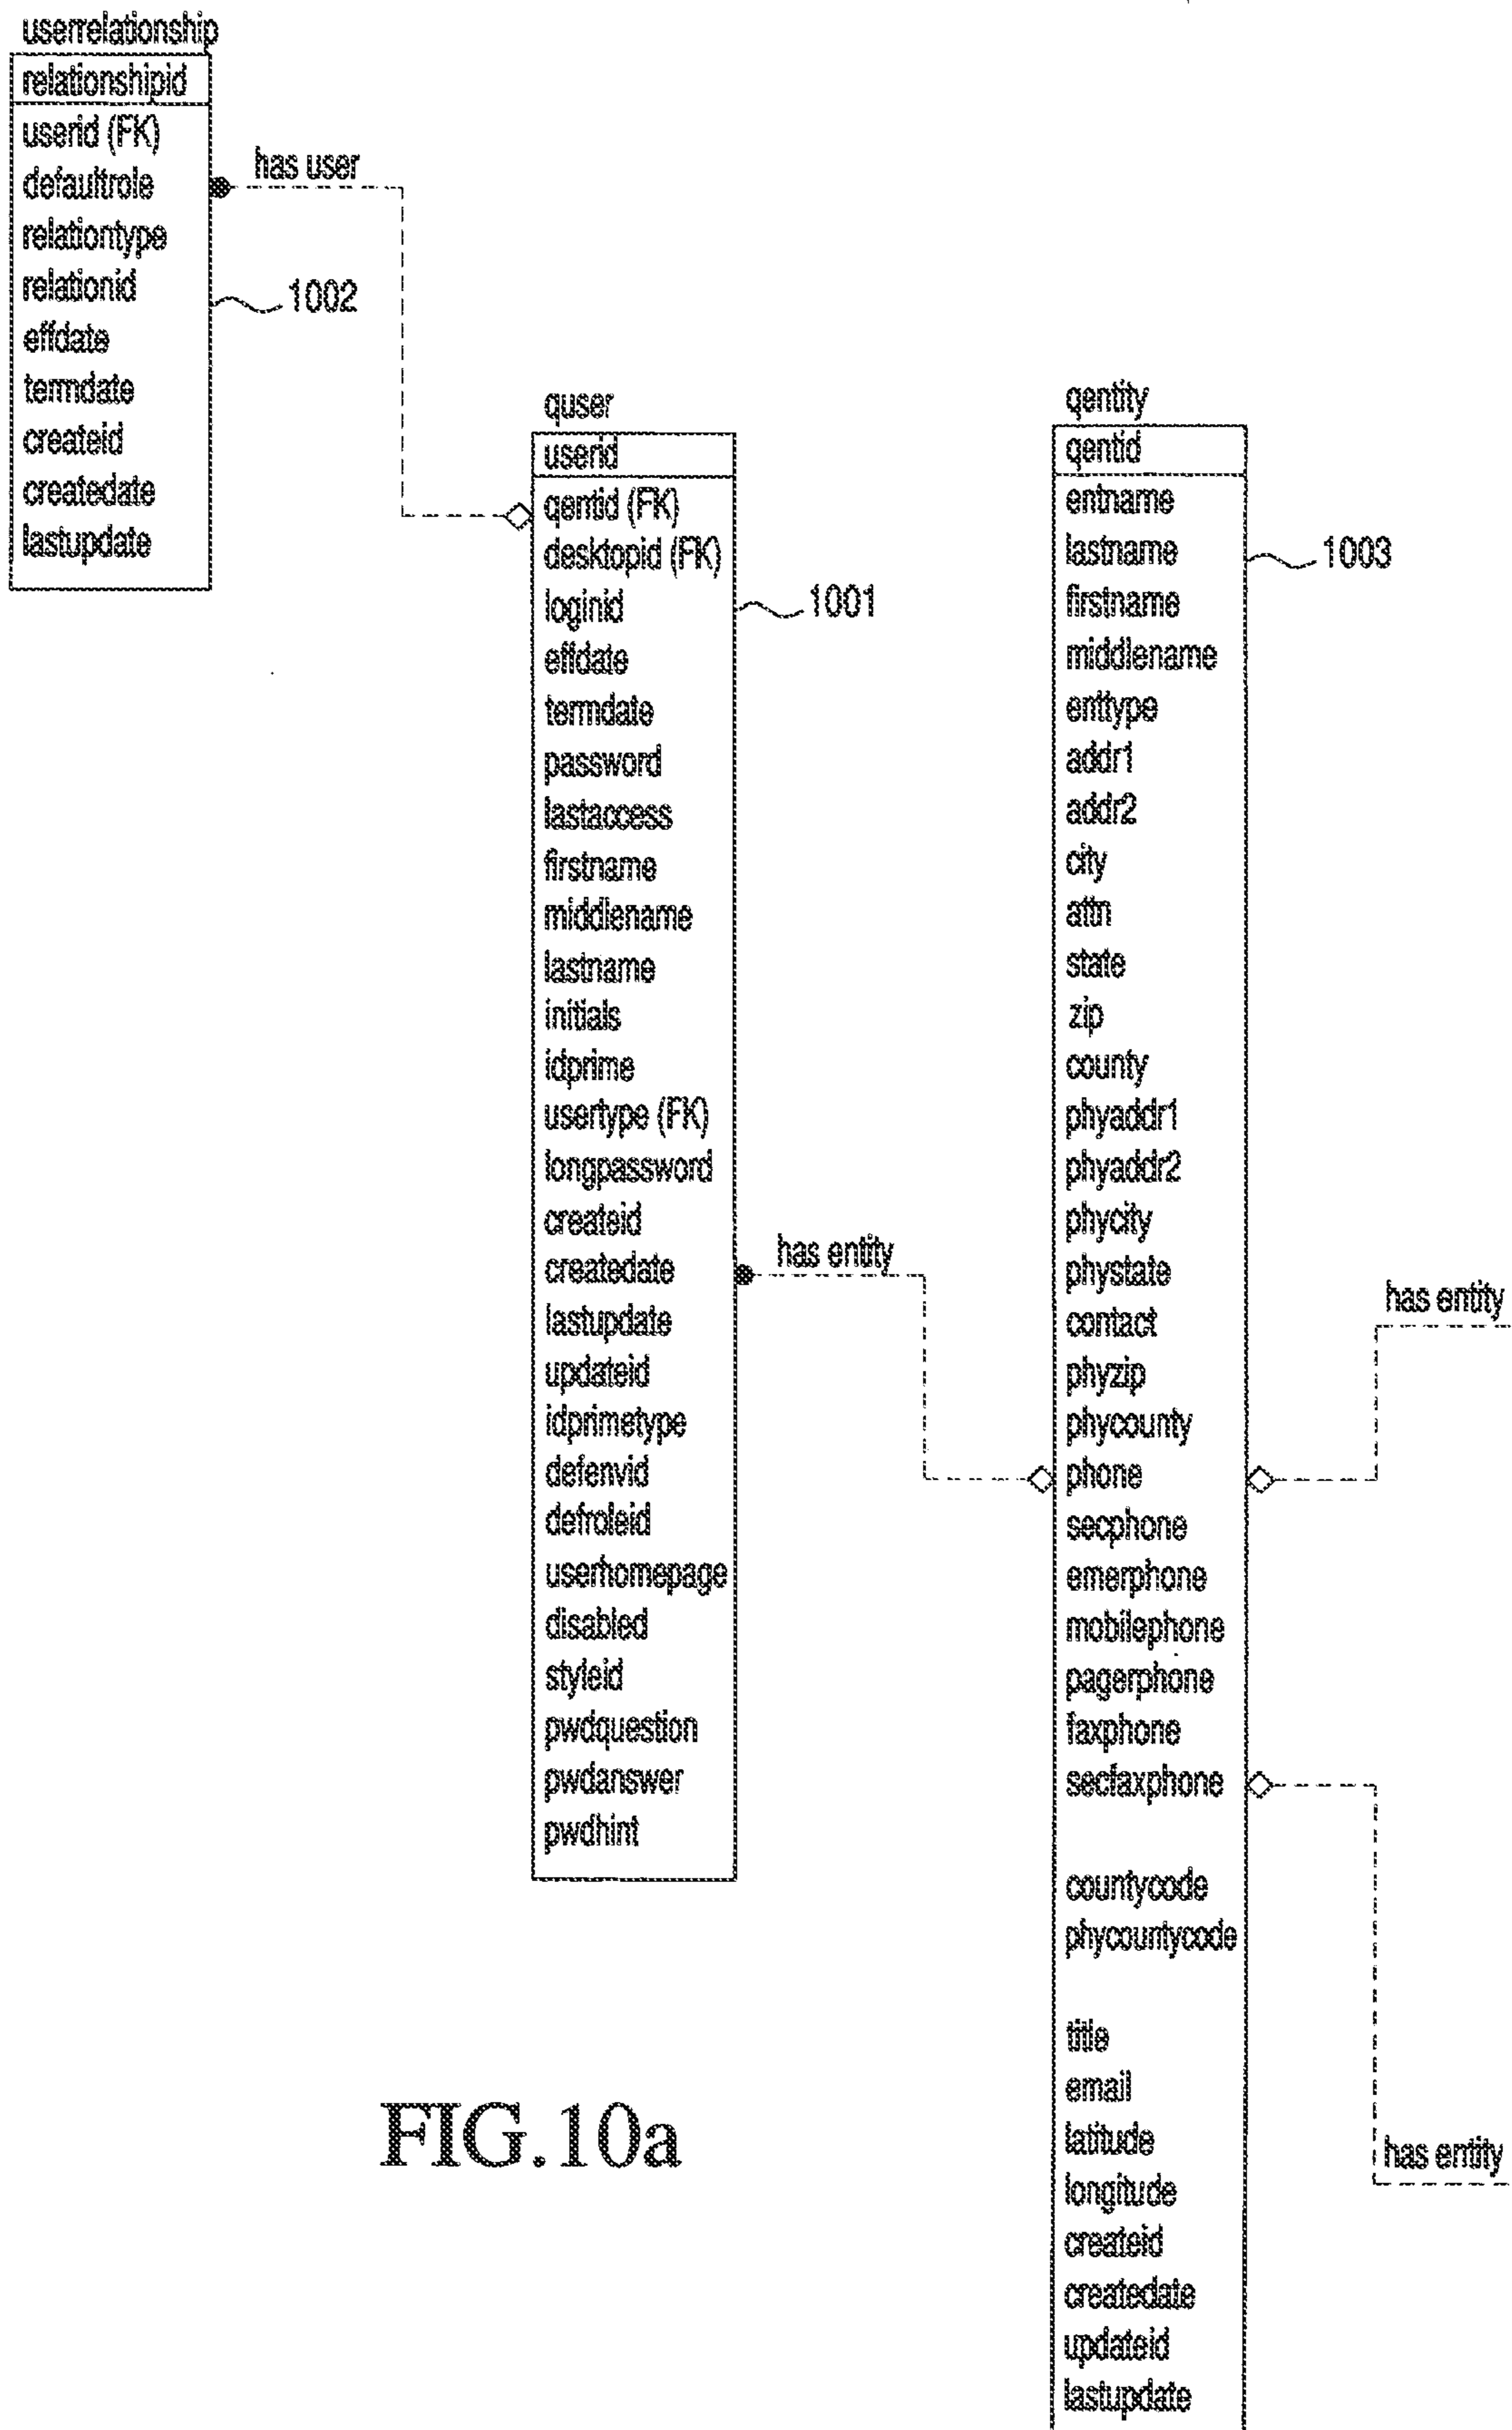 userrelationship
relationshipid
userid (FK)
defaultrole
relationtype
relationid
effdate
termdate
createid
createdate
lastupdate
has user
1002
quser
userid
qentid (FK)
desktopid (FK)
loginid
effdate
termdate
password
lastaccess
firstname
middlename
lastname
initials
idprime
usertype (FK)
longpassword
createid
createdate
lastupdate
updateid
idprimetype
defenvid
defroleid
userhomepage
disabled
styleid
pwdquestion
pwdanswer
pwdhint
1001
has entity
qentity
qentid
entname
lastname
firstname
middlename
enttype
addr1
addr2
city
attn
state
zip
county
phyaddr1
phyaddr2
phycity
phystate
contact
phyzip
phycounty
phone
secphone
emerphone
mobilephone
pagerphone
faxphone
secfaxphone
countycode
phycountycode
title
email
latitude
longitude
createid
createdate
updateid
lastupdate
1003
has entity
has entity
FIG.10a